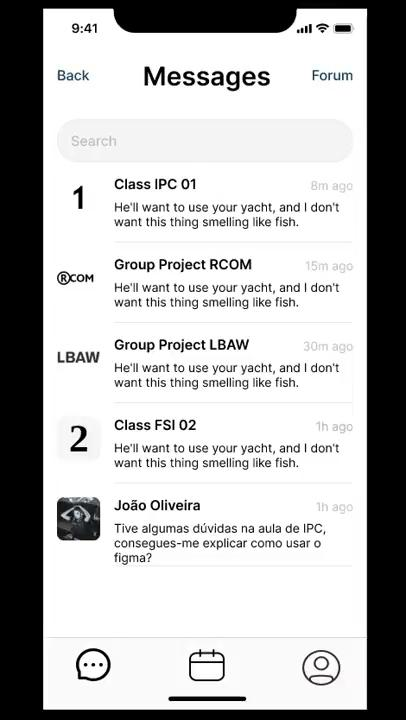 9:41
Back
Messages
Forum
Search
1
Class IPC 01
8m ago
He'll want to use your yacht, and I don't
want this thing smelling like fish.
®COM
Group Project RCOM
15m ago
He'll want to use your yacht, and I don't
want this thing smelling like fish.
LBAW
Group Project LBAW
30m ago
He'll want to use your yacht, and I don't
want this thing smelling like fish.
2
Class FSI 02
1h ago
He'll want to use your yacht, and I don't
want this thing smelling like fish.
João Oliveira
1h ago
Tive algumas dúvidas na aula de IPC,
consegues-me explicar como usar o
figma?